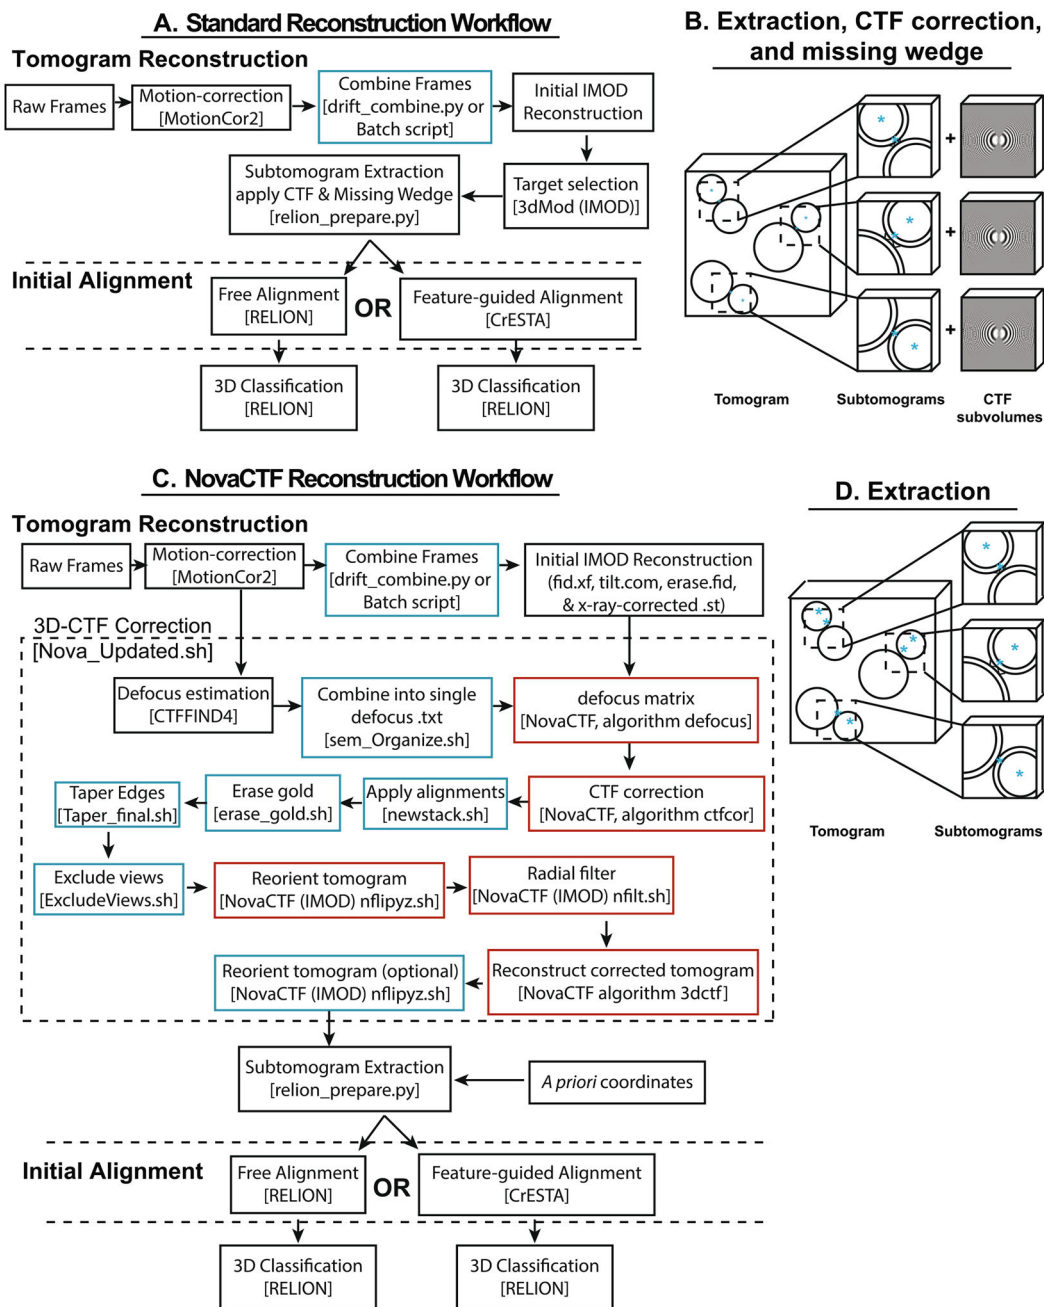 A. Standard Reconstruction Workflow
Tomogram Reconstruction
Raw Frames
Motion-correction
[MotionCor2]
Combine Frames
[drift_combine.py or
Batch script]
Initial IMOD
Reconstruction
Subtomogram Extraction
apply CTF & Missing Wedge
[relion_prepare.py]
Target selection
[3dMod (IMOD)]
Initial Alignment
Free Alignment
[RELION]
OR
Feature-guided Alignment
[CrESTA]
3D Classification
[RELION]
3D Classification
[RELION]
B. Extraction, CTF correction,
and missing wedge
*
*
+
*
*
+
*
*
+
Tomogram
Subtomograms
CTF
subvolumes
C. NovaCTF Reconstruction Workflow
Tomogram Reconstruction
Raw Frames
Motion-correction
[MotionCor2]
Combine Frames
[drift_combine.py or
Batch script]
Initial IMOD Reconstruction
(fid.xf, tilt.com, erase.fid,
& x-ray-corrected .st)
3D-CTF Correction
[Nova_Updated.sh]
Defocus estimation
[CTFFIND4]
Combine into single
defocus .txt
[sem_Organize.sh]
defocus matrix
[NovaCTF, algorithm defocus]
Taper Edges
[Taper_final.sh]
Erase gold
[erase_gold.sh]
Apply alignments
[newstack.sh]
CTF correction
[NovaCTF, algorithm ctfcor]
Exclude views
[ExcludeViews.sh]
Reorient tomogram
[NovaCTF (IMOD) nflipyz.sh]
Radial filter
[NovaCTF (IMOD) nfilt.sh]
Reorient tomogram (optional)
[NovaCTF (IMOD) nflipyz.sh]
Reconstruct corrected tomogram
[NovaCTF algorithm 3dctf]
Subtomogram Extraction
[relion_prepare.py]
A priori coordinates
Initial Alignment
Free Alignment
[RELION]
OR
Feature-guided Alignment
[CrESTA]
3D Classification
[RELION]
3D Classification
[RELION]
D. Extraction
Tomogram
Subtomograms